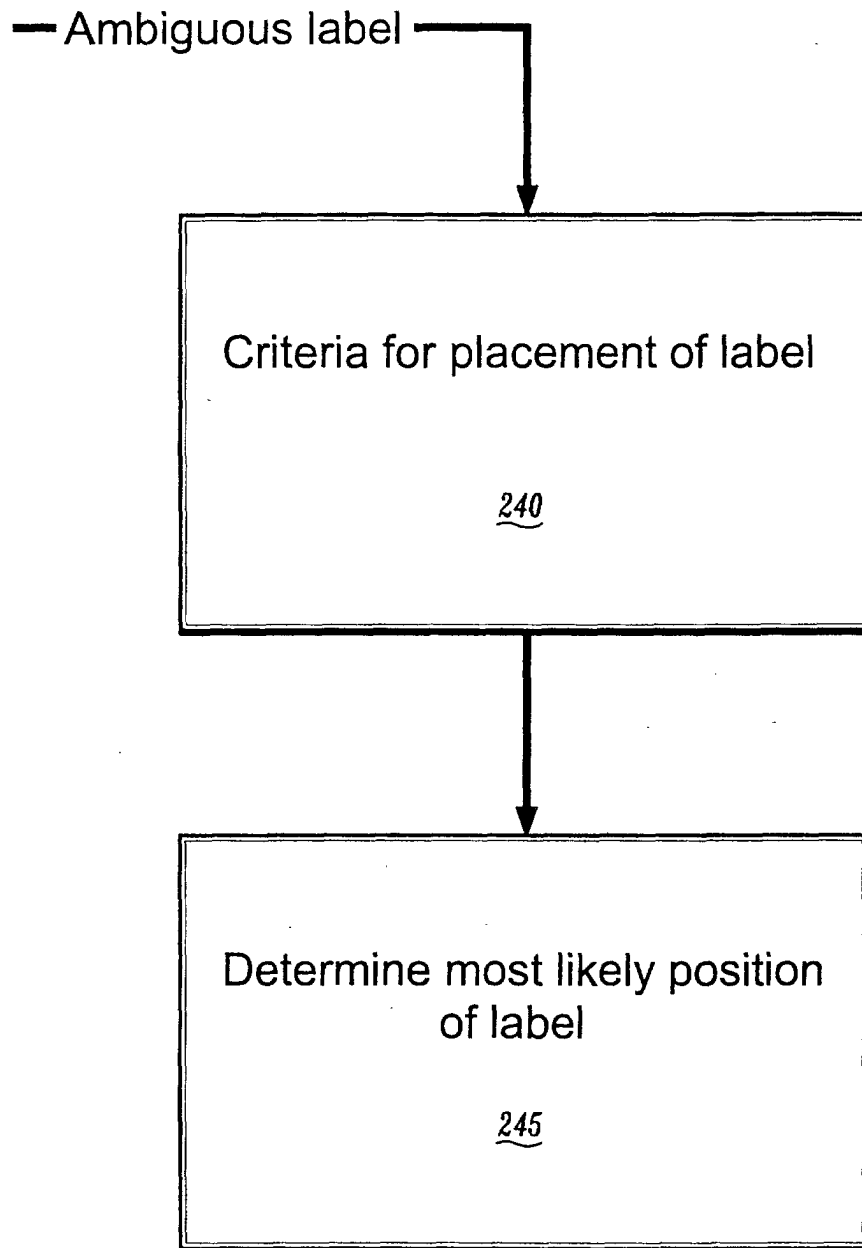 Ambiguous label
Criteria for placement of label
240
Determine most likely position
of label
245